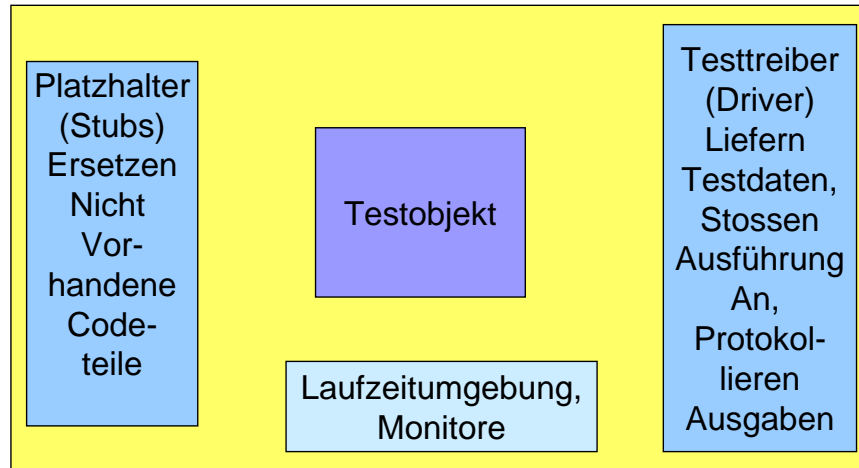 Platzhalter
(Stubs)
Ersetzen
Nicht
Vor-
handene
Code-
teile
Testobjekt
Laufzeitumgebung,
Monitore
Testtreiber
(Driver)
Liefern
Testdaten,
Stossen
Ausführung
An,
Protokol-
lieren
Ausgaben